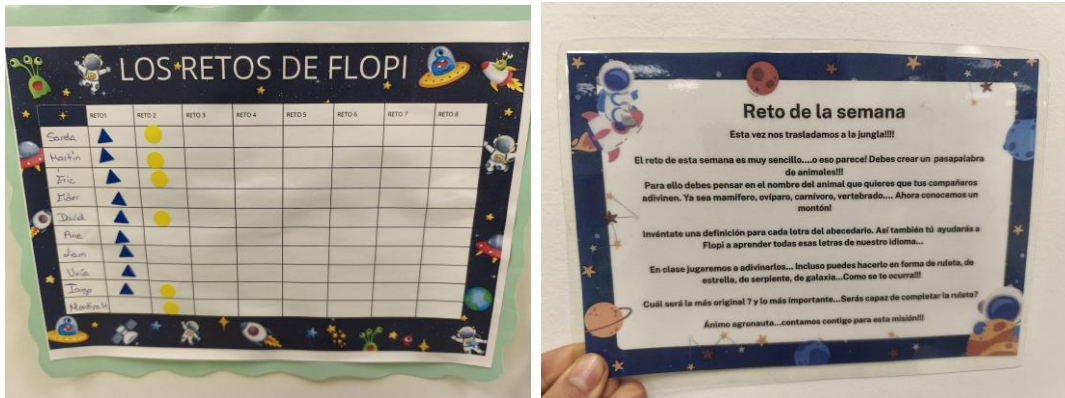 LOS RETOS DE FLOPI
RETO1 RETO 2 RETO 3 RETO 4 RETO 5 RETO 6 RETO 7 RETO 8
Martín
Eric
Eider
David
Ane
Liam
Uxía
Iago
Reto de la semana
Esta vez nos trasladamos a la jungla!!!!
El reto de esta semana es muy sencillo....o eso parece! Debes crear un pasapalabra
de animales!!!
Para ello debes pensar en el nombre del animal que quieres que tus compañeros
adivinen. Ya sea mamífero, ovíparo, carnívoro, vertebrado.... Ahora conocemos un
montón!
Invéntate una definición para cada letra del abecedario. Así también tú ayudarás a
Flopi a aprender todas esas letras de nuestro idioma...
En clase jugaremos a adivinarlos... Incluso puedes hacerlo en forma de ruleta, de
estrella, de serpiente, de galaxia...Como se te ocurra!!!
Cuál será la más original ? y lo más importante...Serás capaz de completar la ruleta?
Ánimo agronauta...contamos contigo para esta misión!!!